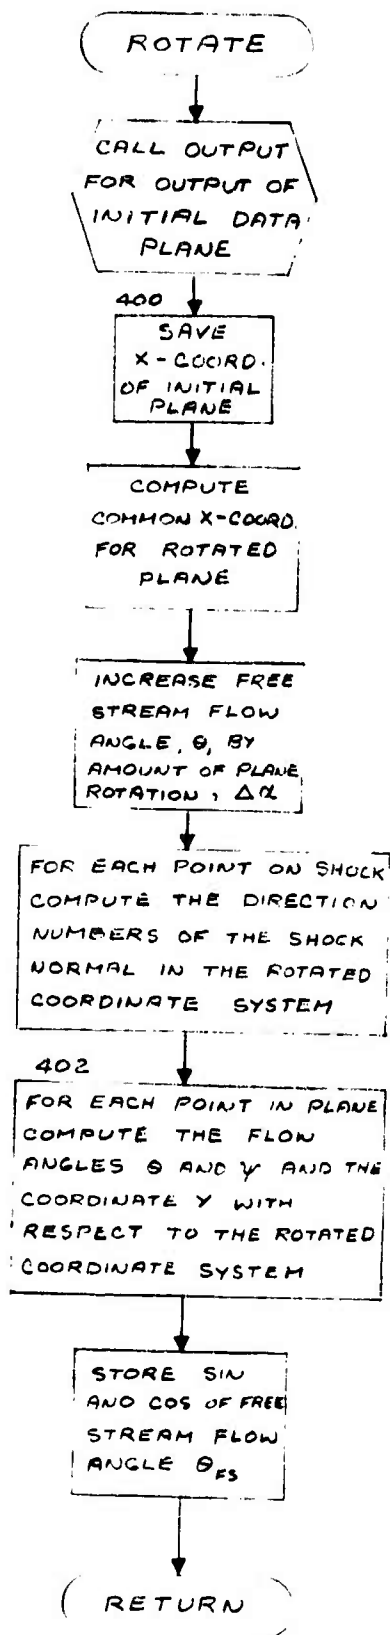 ROTATE
CALL OUTPUT
FOR OUTPUT OF
INITIAL DATA
PLANE
400
SAVE
X-COORD.
OF INITIAL
PLANE
COMPUTE
COMMON X-COORD.
FOR ROTATED
PLANE
INCREASE FREE
STREAM FLOW
ANGLE, θ, BY
AMOUNT OF PLANE
ROTATION, Δα
FOR EACH POINT ON SHOCK
COMPUTE THE DIRECTION
NUMBERS OF THE SHOCK
NORMAL IN THE ROTATED
COORDINATE SYSTEM
402
FOR EACH POINT IN PLANE
COMPUTE THE FLOW
ANGLES θ AND ψ AND THE
COORDINATE Y WITH
RESPECT TO THE ROTATED
COORDINATE SYSTEM
STORE SIN
AND COS OF FREE
STREAM FLOW
ANGLE θFS
RETURN